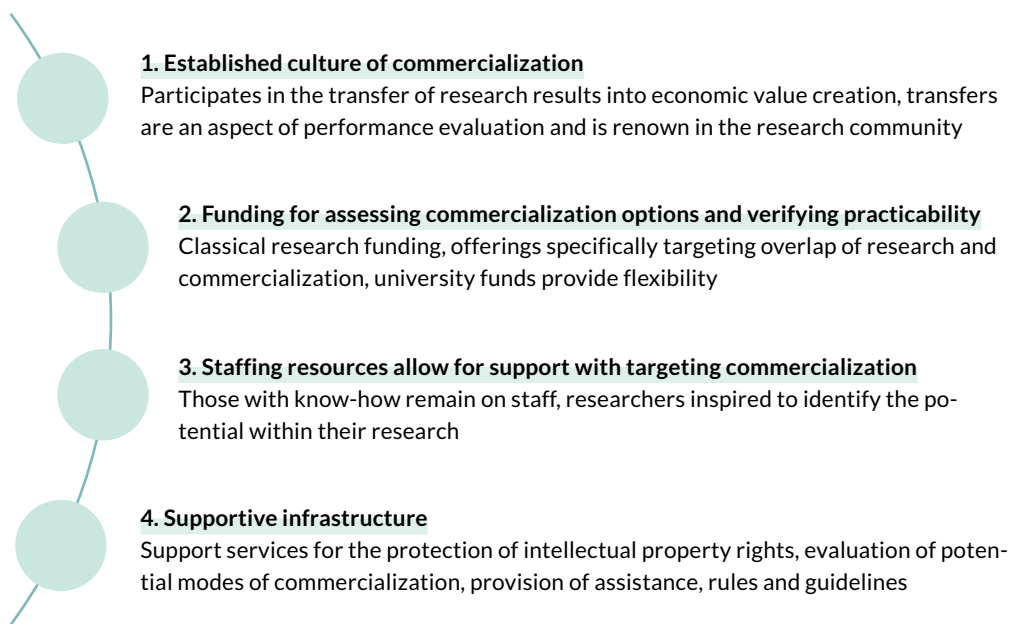 1. Established culture of commercialization
Participates in the transfer of research results into economic value creation, transfers
are an aspect of performance evaluation and is renown in the research community
2. Funding for assessing commercialization options and verifying practicability
Classical research funding, offerings specifically targeting overlap of research and
commercialization, university funds provide flexibility
3. Staffing resources allow for support with targeting commercialization
Those with know-how remain on staff, researchers inspired to identify the po-
tential within their research
4. Supportive infrastructure
Support services for the protection of intellectual property rights, evaluation of poten-
tial modes of commercialization, provision of assistance, rules and guidelines